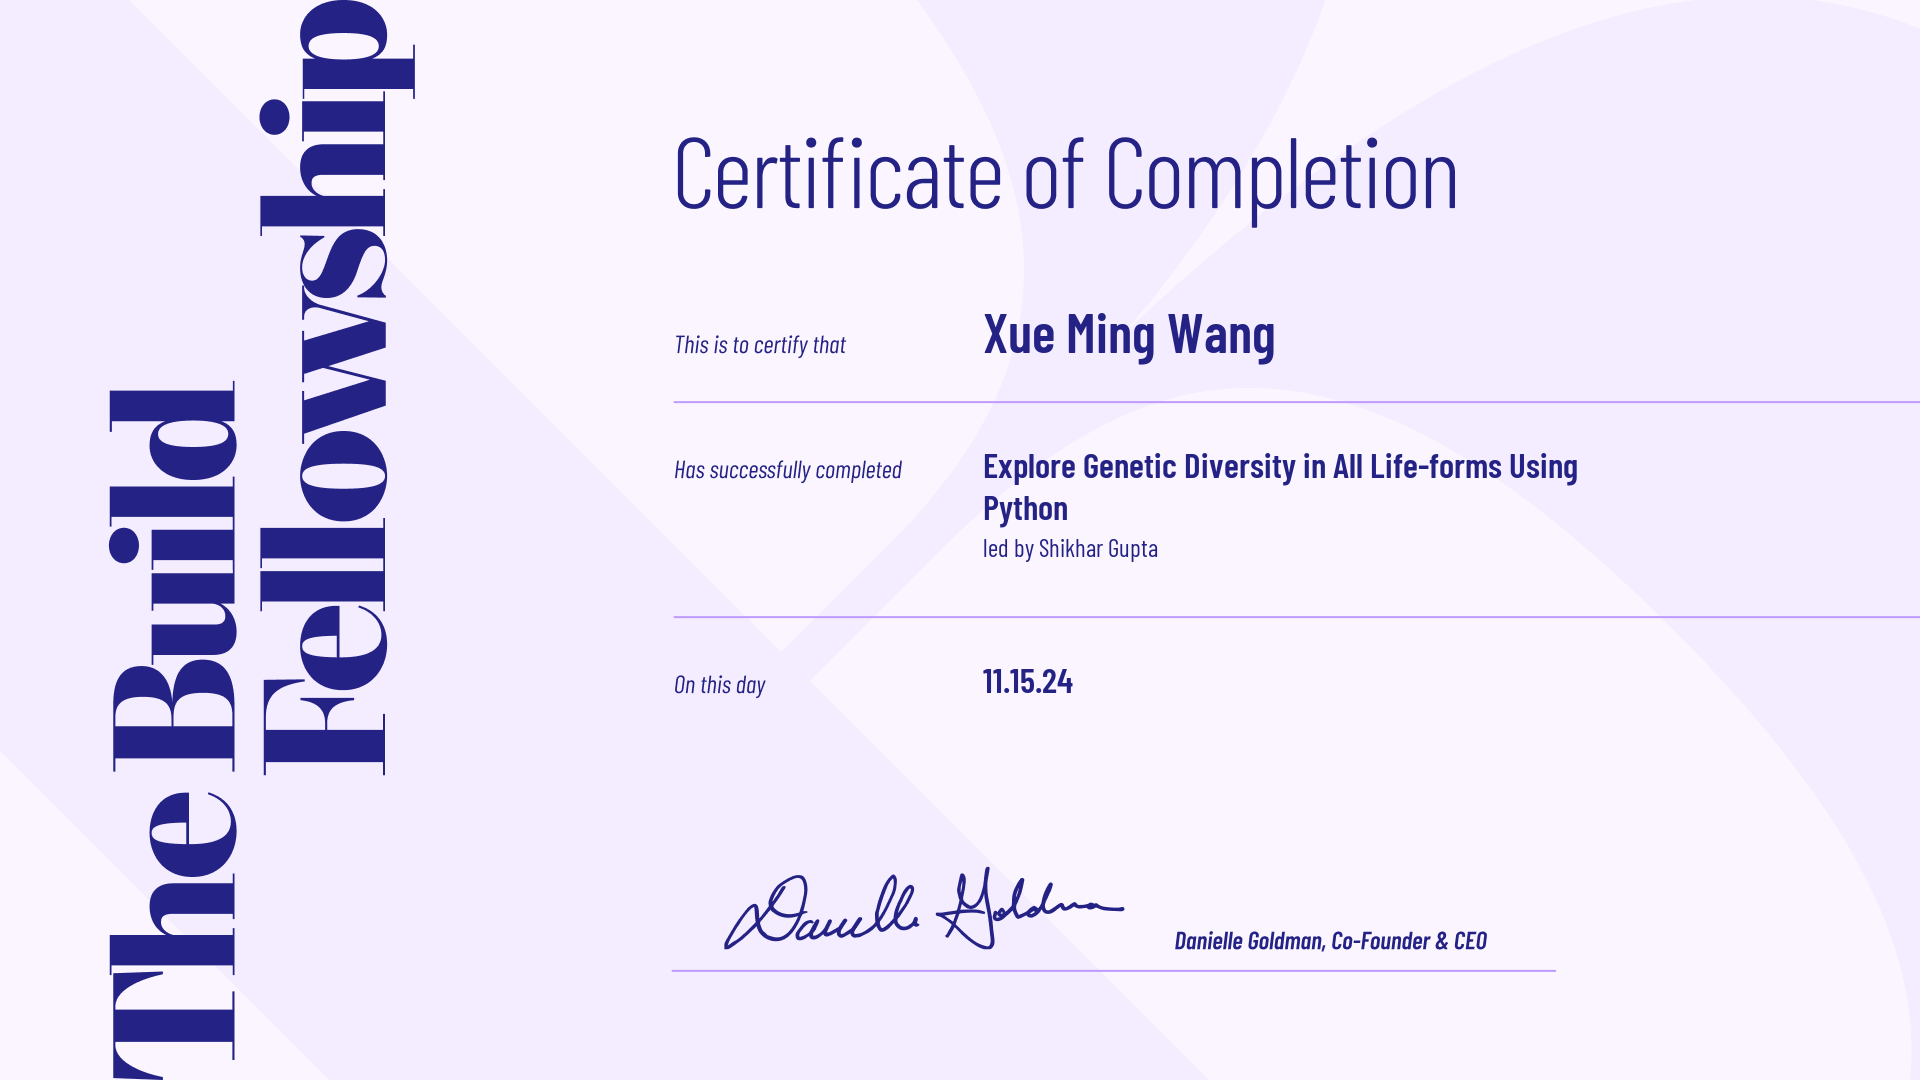 The Build
Fellowship
Certificate of Completion
This is to certify that
Xue Ming Wang
Has successfully completed
Explore Genetic Diversity in All Life-forms Using
Python
led by Shikhar Gupta
On this day
11.15.24
Danielle Goldman
Danielle Goldman, Co-Founder & CEO